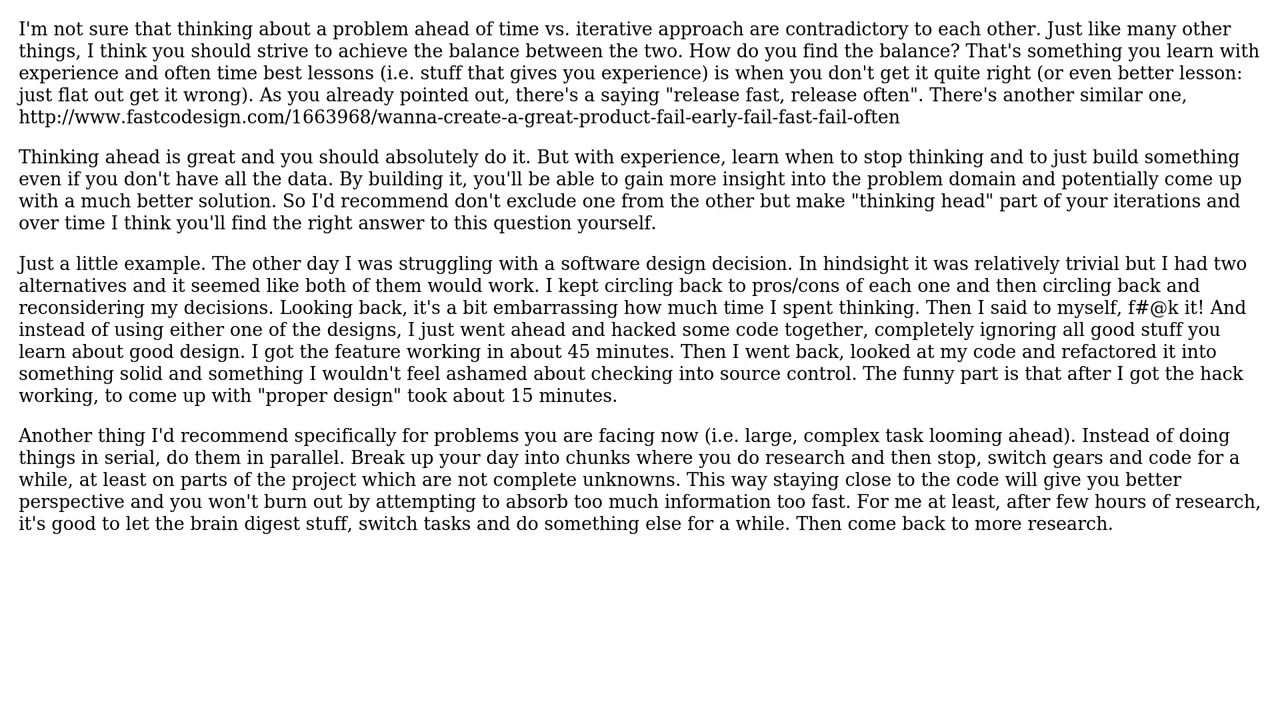 I'm not sure that thinking about a problem ahead of time vs. iterative approach are contradictory to each other. Just like many other
things, I think you should strive to achieve the balance between the two. How do you find the balance? That's something you learn with
experience and often time best lessons (i.e. stuff that gives you experience) is when you don't get it quite right (or even better lesson:
just flat out get it wrong). As you already pointed out, there's a saying "release fast, release often". There's another similar one,
http://www.fastcodesign.com/1663968/wanna-create-a-great-product-fail-early-fail-fast-fail-often
Thinking ahead is great and you should absolutely do it. But with experience, learn when to stop thinking and to just build something
even if you don't have all the data. By building it, you'll be able to gain more insight into the problem domain and potentially come up
with a much better solution. So I'd recommend don't exclude one from the other but make "thinking head" part of your iterations and
over time I think you'll find the right answer to this question yourself.
Just a little example. The other day I was struggling with a software design decision. In hindsight it was relatively trivial but I had two
alternatives and it seemed like both of them would work. I kept circling back to pros/cons of each one and then circling back and
reconsidering my decisions. Looking back, it's a bit embarrassing how much time I spent thinking. Then I said to myself, f#@k it! And
instead of using either one of the designs, I just went ahead and hacked some code together, completely ignoring all good stuff you
learn about good design. I got the feature working in about 45 minutes. Then I went back, looked at my code and refactored it into
something solid and something I wouldn't feel ashamed about checking into source control. The funny part is that after I got the hack
working, to come up with "proper design" took about 15 minutes.
Another thing I'd recommend specifically for problems you are facing now (i.e. large, complex task looming ahead). Instead of doing
things in serial, do them in parallel. Break up your day into chunks where you do research and then stop, switch gears and code for a
while, at least on parts of the project which are not complete unknowns. This way staying close to the code will give you better
perspective and you won't burn out by attempting to absorb too much information too fast. For me at least, after few hours of research,
it's good to let the brain digest stuff, switch tasks and do something else for a while. Then come back to more research.